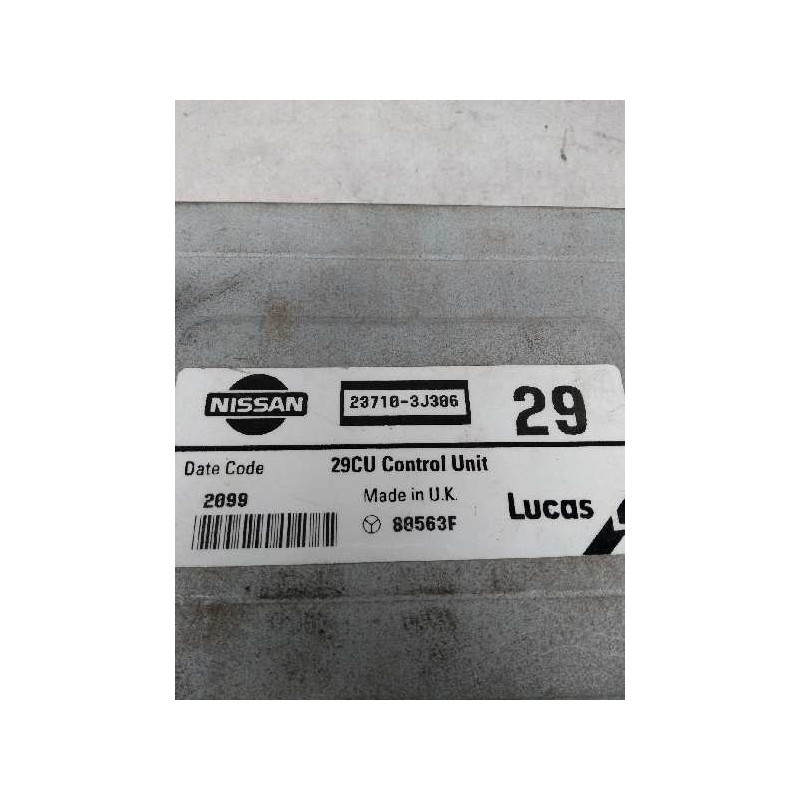 NISSAN
23710-3J306
29
Date Code
29CU Control Unit
2099
Made in U.K.
80563F
Lucas